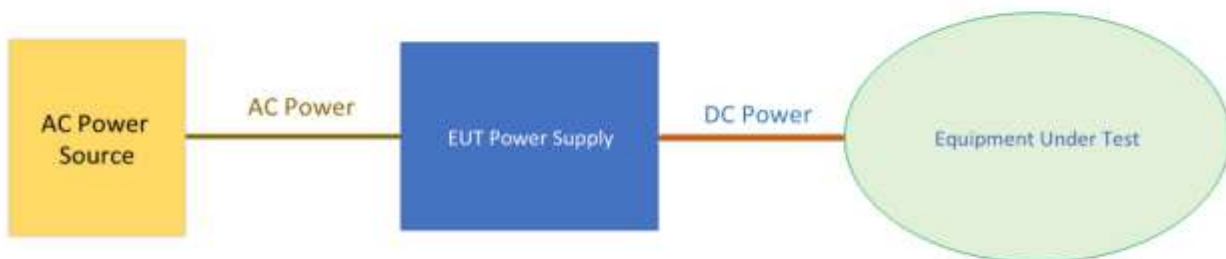 AC Power
Source
AC Power
EUT Power Supply
DC Power
Equipment Under Test